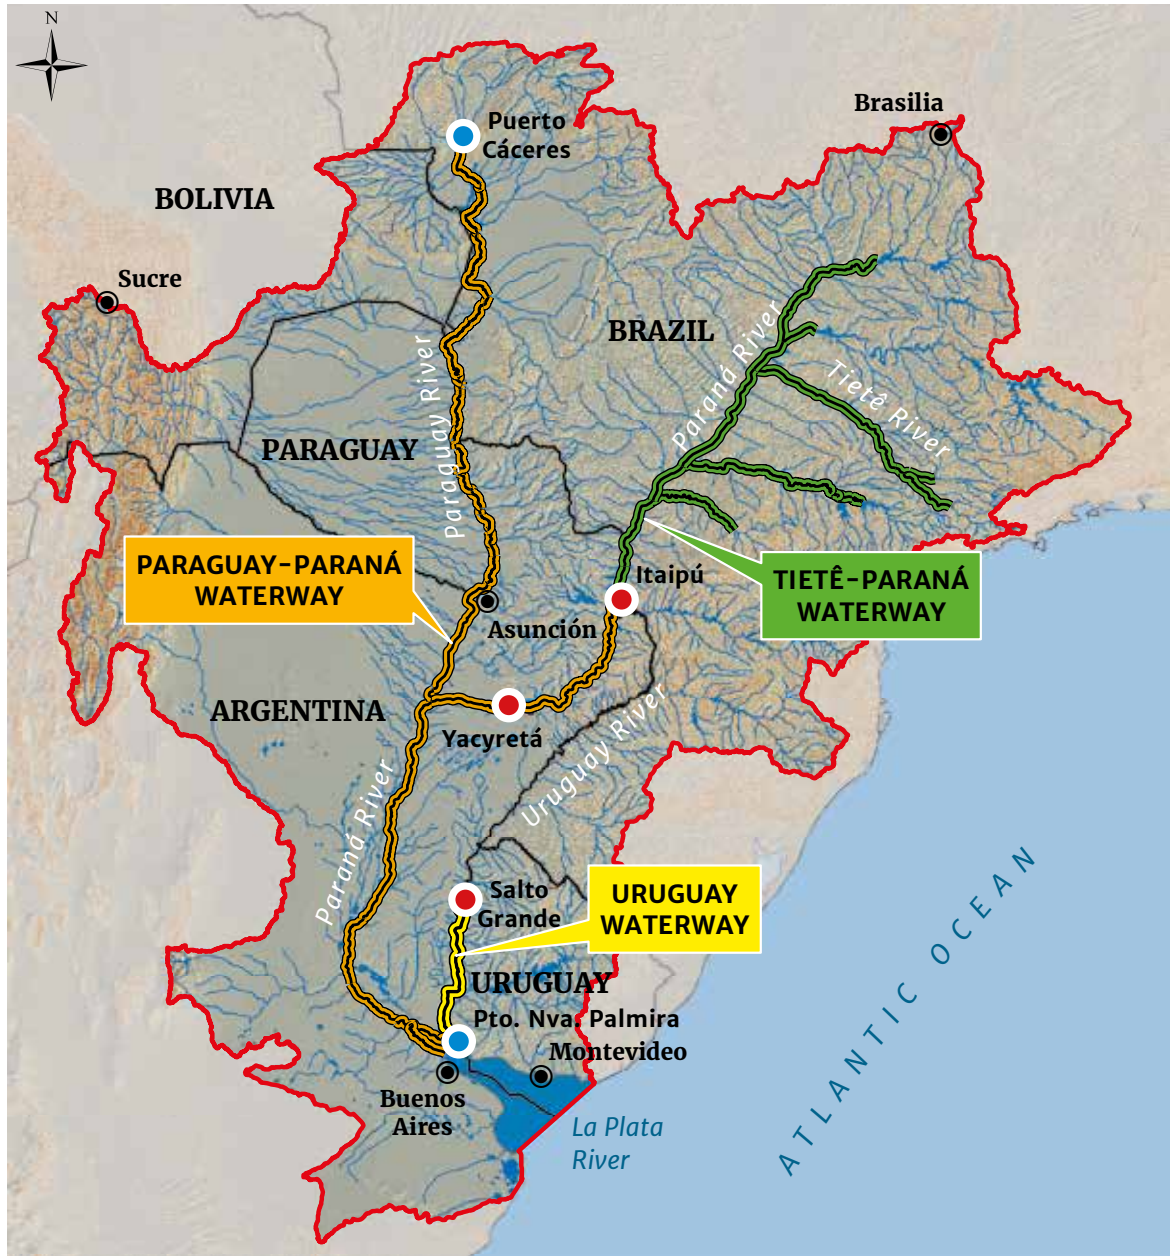 N
Brasilia
Puerto
Cáceres
BOLIVIA
Sucre
BRAZIL
Paraná River
Tietê River
Paraguay River
PARAGUAY
Paraguay River
PARAGUAY-PARANÁ
WATERWAY
Itaipú
TIETÊ-PARANÁ
WATERWAY
Asunción
ARGENTINA
Yacyretá
Uruguay River
Paraná River
Salto
Grande
URUGUAY
WATERWAY
URUGUAY
Pto. Nva. Palmira
Montevideo
Buenos
Aires
La Plata
River
ATLANTIC OCEAN